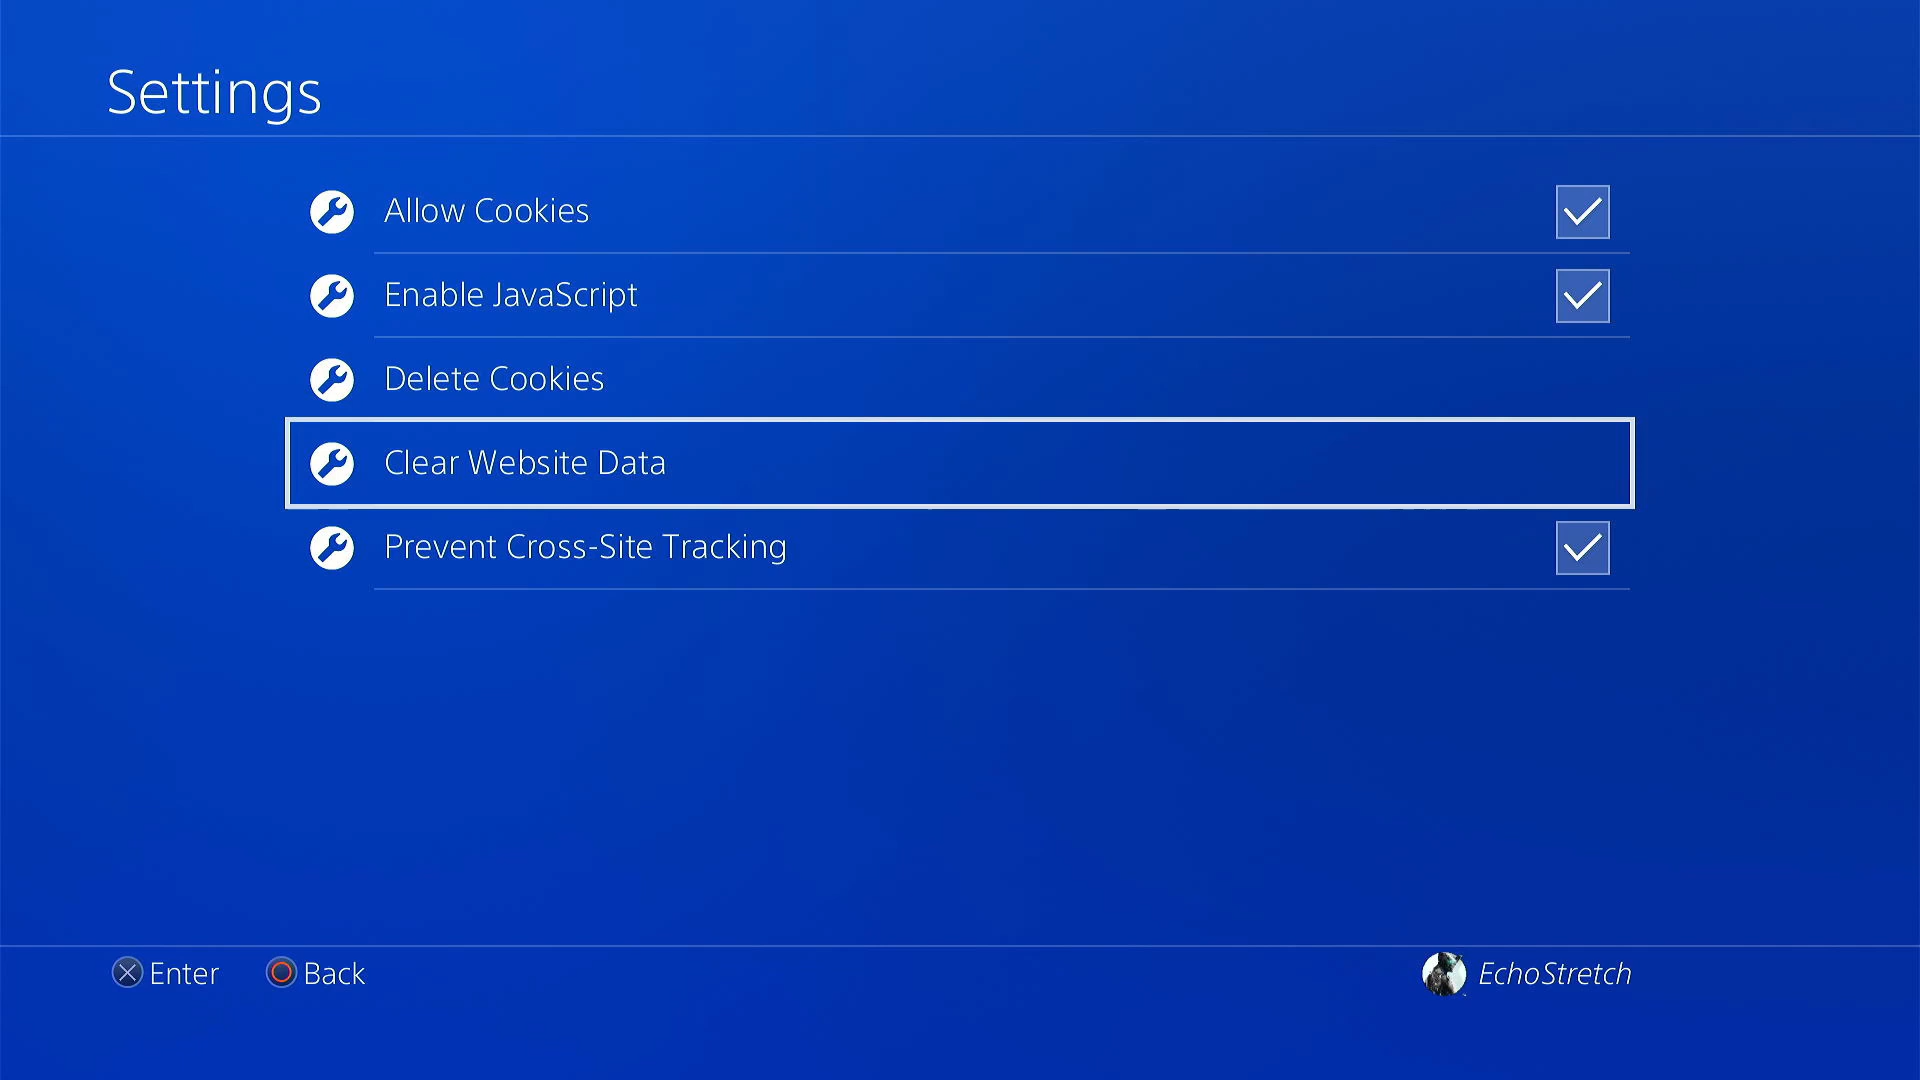 Settings
Allow Cookies
Enable JavaScript
Delete Cookies
Clear Website Data
Prevent Cross-Site Tracking
Enter
Back
EchoStretch